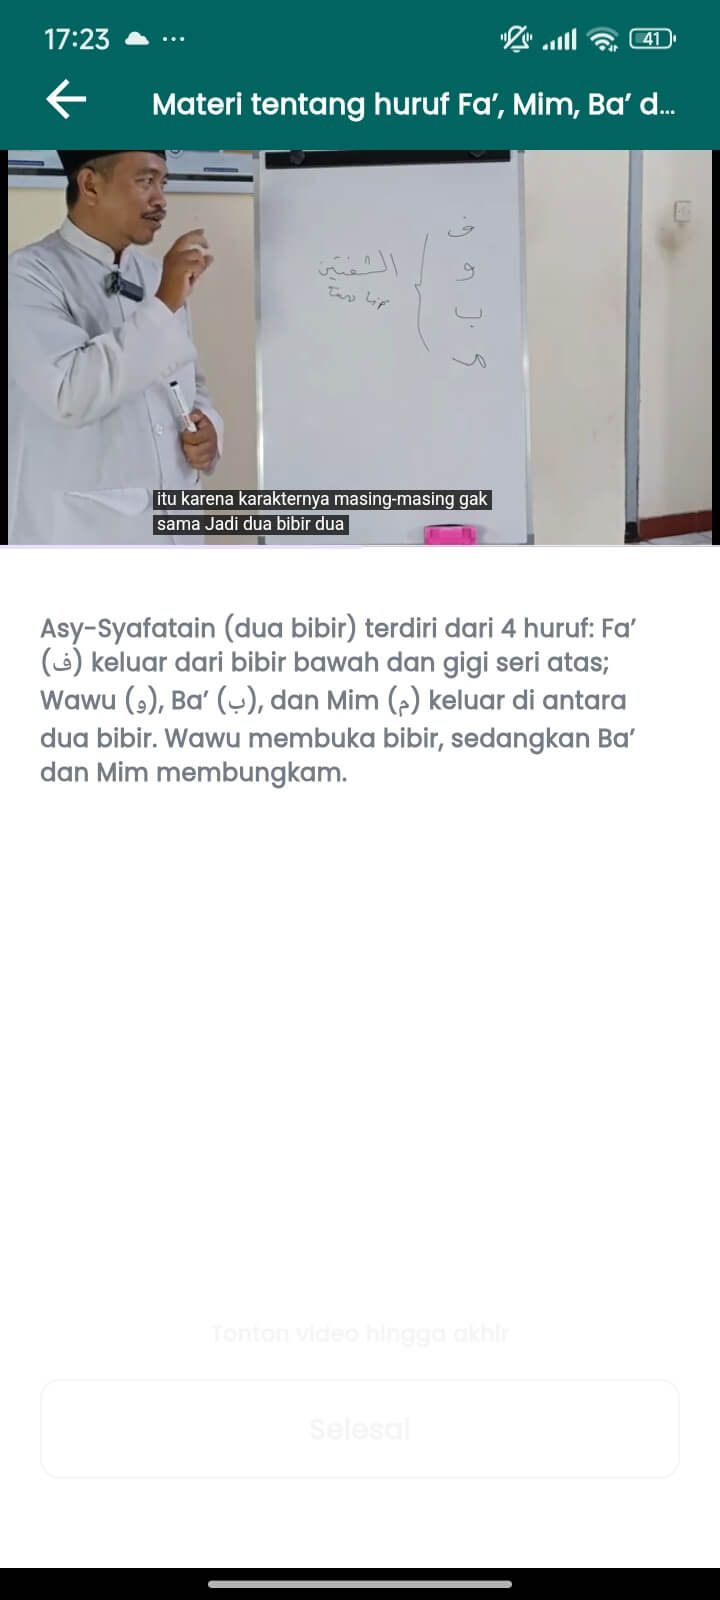 17:23
41
Materi tentang huruf Fa’, Mim, Ba’ d...
ف
الشفتين
و
Two Lip
ب
م
itu karena karakternya masing-masing gak
sama Jadi dua bibir dua
Asy-Syafatain (dua bibir) terdiri dari 4 huruf: Fa’
(ف) keluar dari bibir bawah dan gigi seri atas;
Wawu (و), Ba’ (ب), dan Mim (م) keluar di antara
dua bibir. Wawu membuka bibir, sedangkan Ba’
dan Mim membungkam.
Tonton video hingga akhir
Selesai